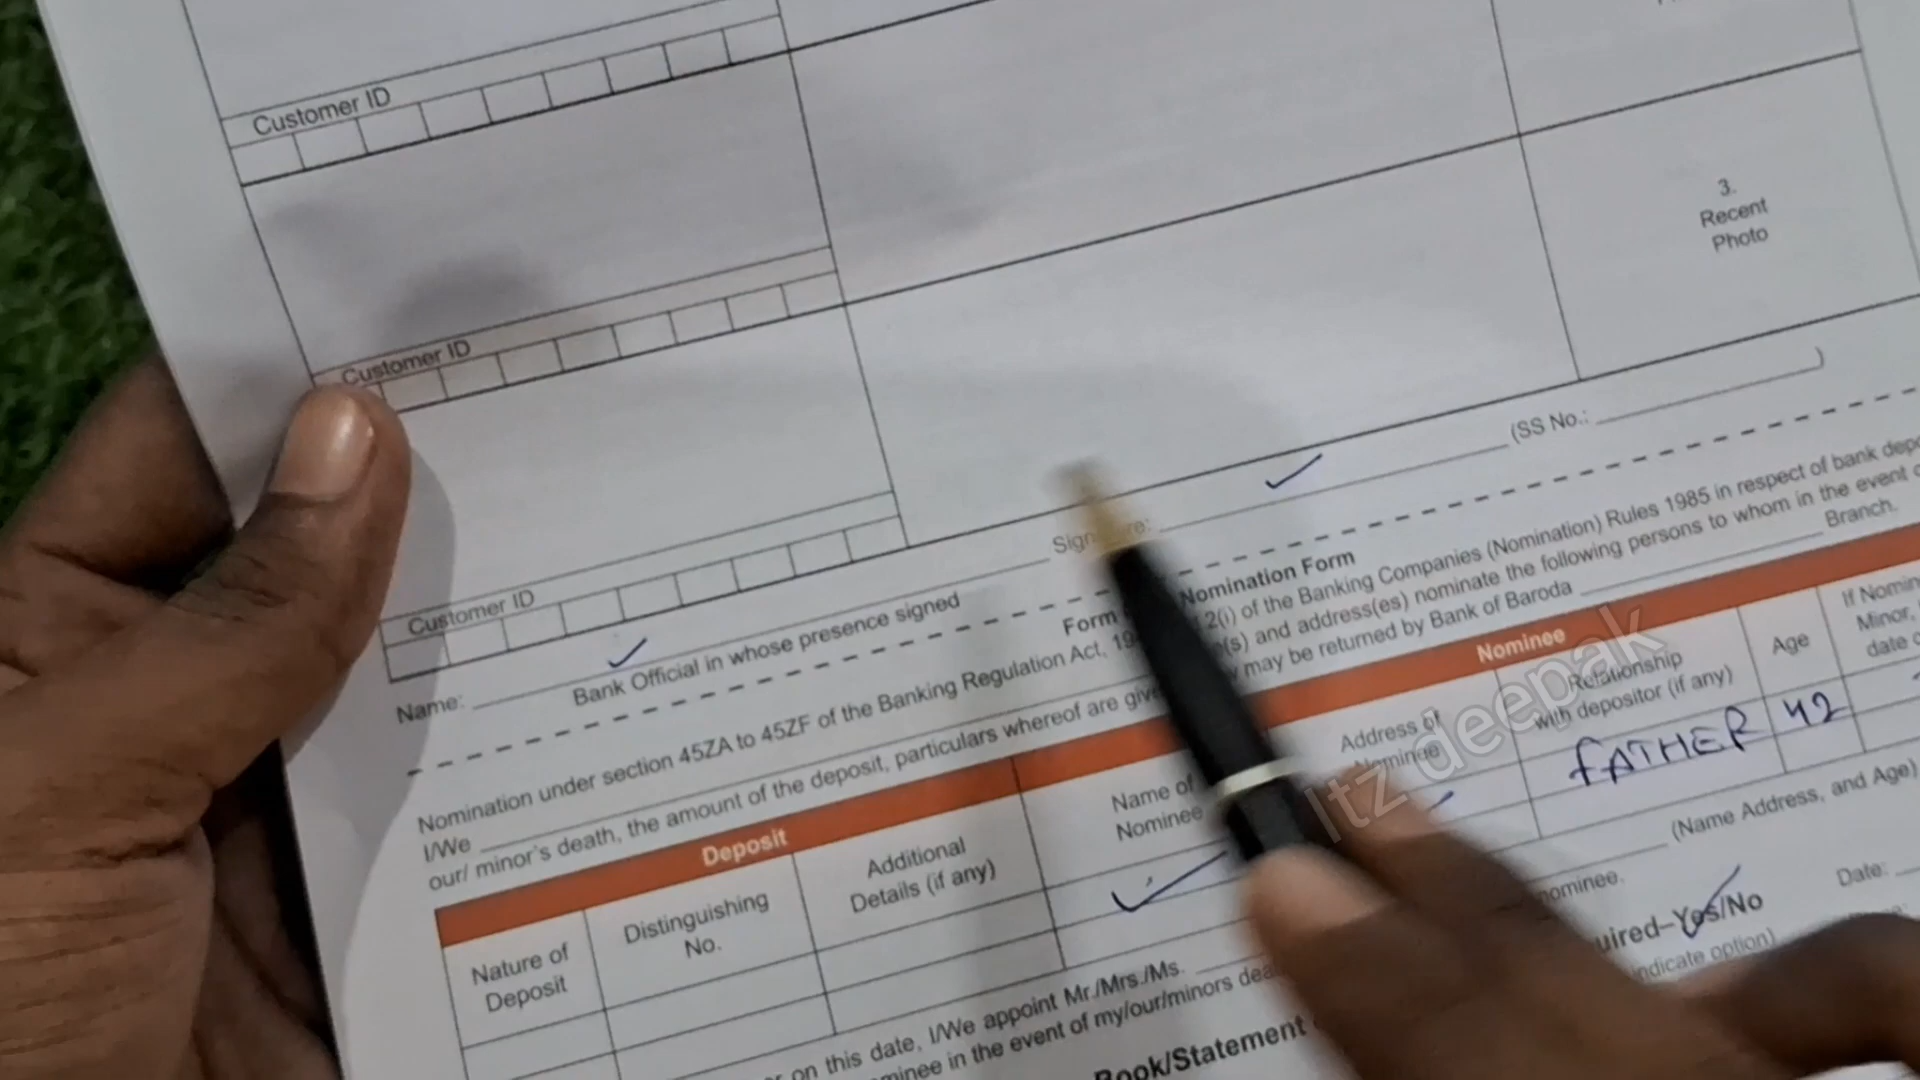 Customer ID
3.
Recent
Photo
Customer ID
(SS No.:
Signature:
Customer ID
Name:
Bank Official in whose presence signed
Form
Nomination Form
Nomination under section 45ZA to 45ZF of the Banking Regulation Act, 2(i) of the Banking Companies (Nomination) Rules 1985 in respect of bank
I/We (s) and address(es) nominate the following persons to whom in the event
our/ minor's death, the amount of the deposit, particulars whereof are may be returned by Bank of Baroda Branch.
Deposit
Nominee
Nature of
Deposit
Distinguishing
No.
Additional
Details (if any)
Name of
Nominee
Address of
Nominee
Relationship
with depositor (if any)
Age
If
Minor,
date
FATHER
42
on this date, I/We appoint Mr./Mrs./Ms. (Name Address, and Age)
in the event of my/our/minors nominee.
Yes/No
Date:
indicate option)
Book/Statement
Itz deepak